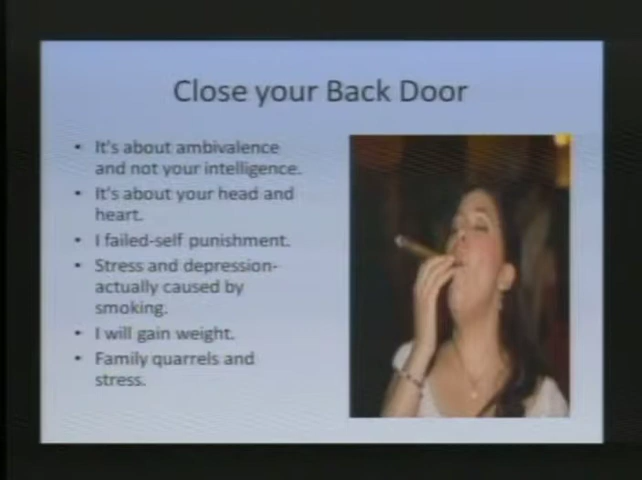 Close your Back Door
• It's about ambivalence
and not your intelligence.
• It's about your head and
heart.
• I failed-self punishment.
• Stress and depression-
actually caused by
smoking.
• I will gain weight.
• Family quarrels and
stress.